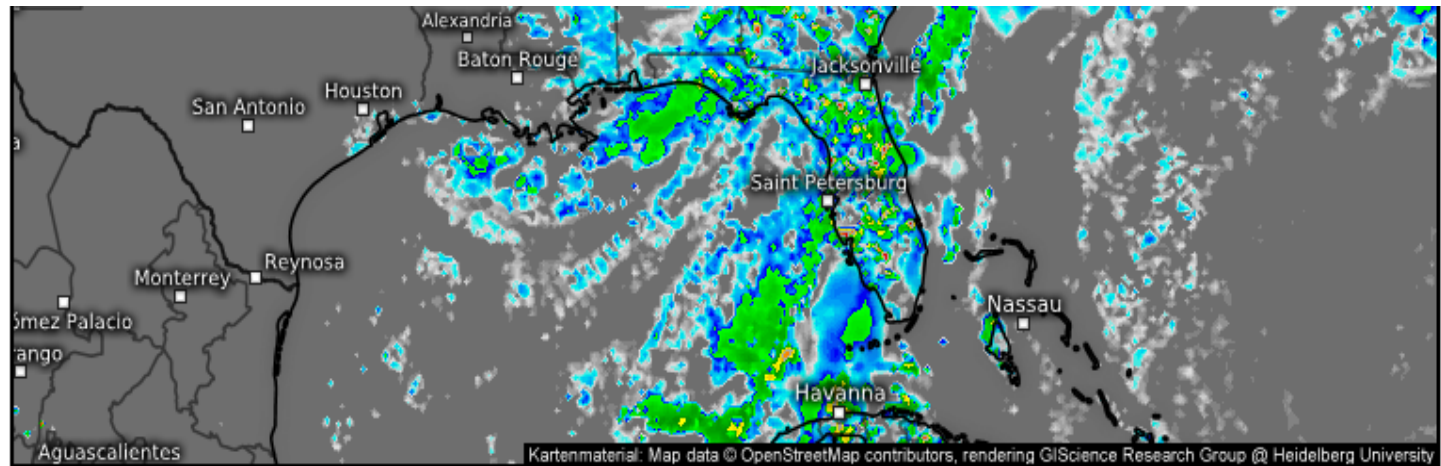 Alexandria
Baton Rouge
Jacksonville
Houston
San Antonio
a
Saint Petersburg
Reynosa
Monterrey
Nassau
ómez Palacio
rango
Havanna
Aguascalientes
Kartenmaterial: Map data © OpenStreetMap contributors, rendering GIScience Research Group @ Heidelberg University